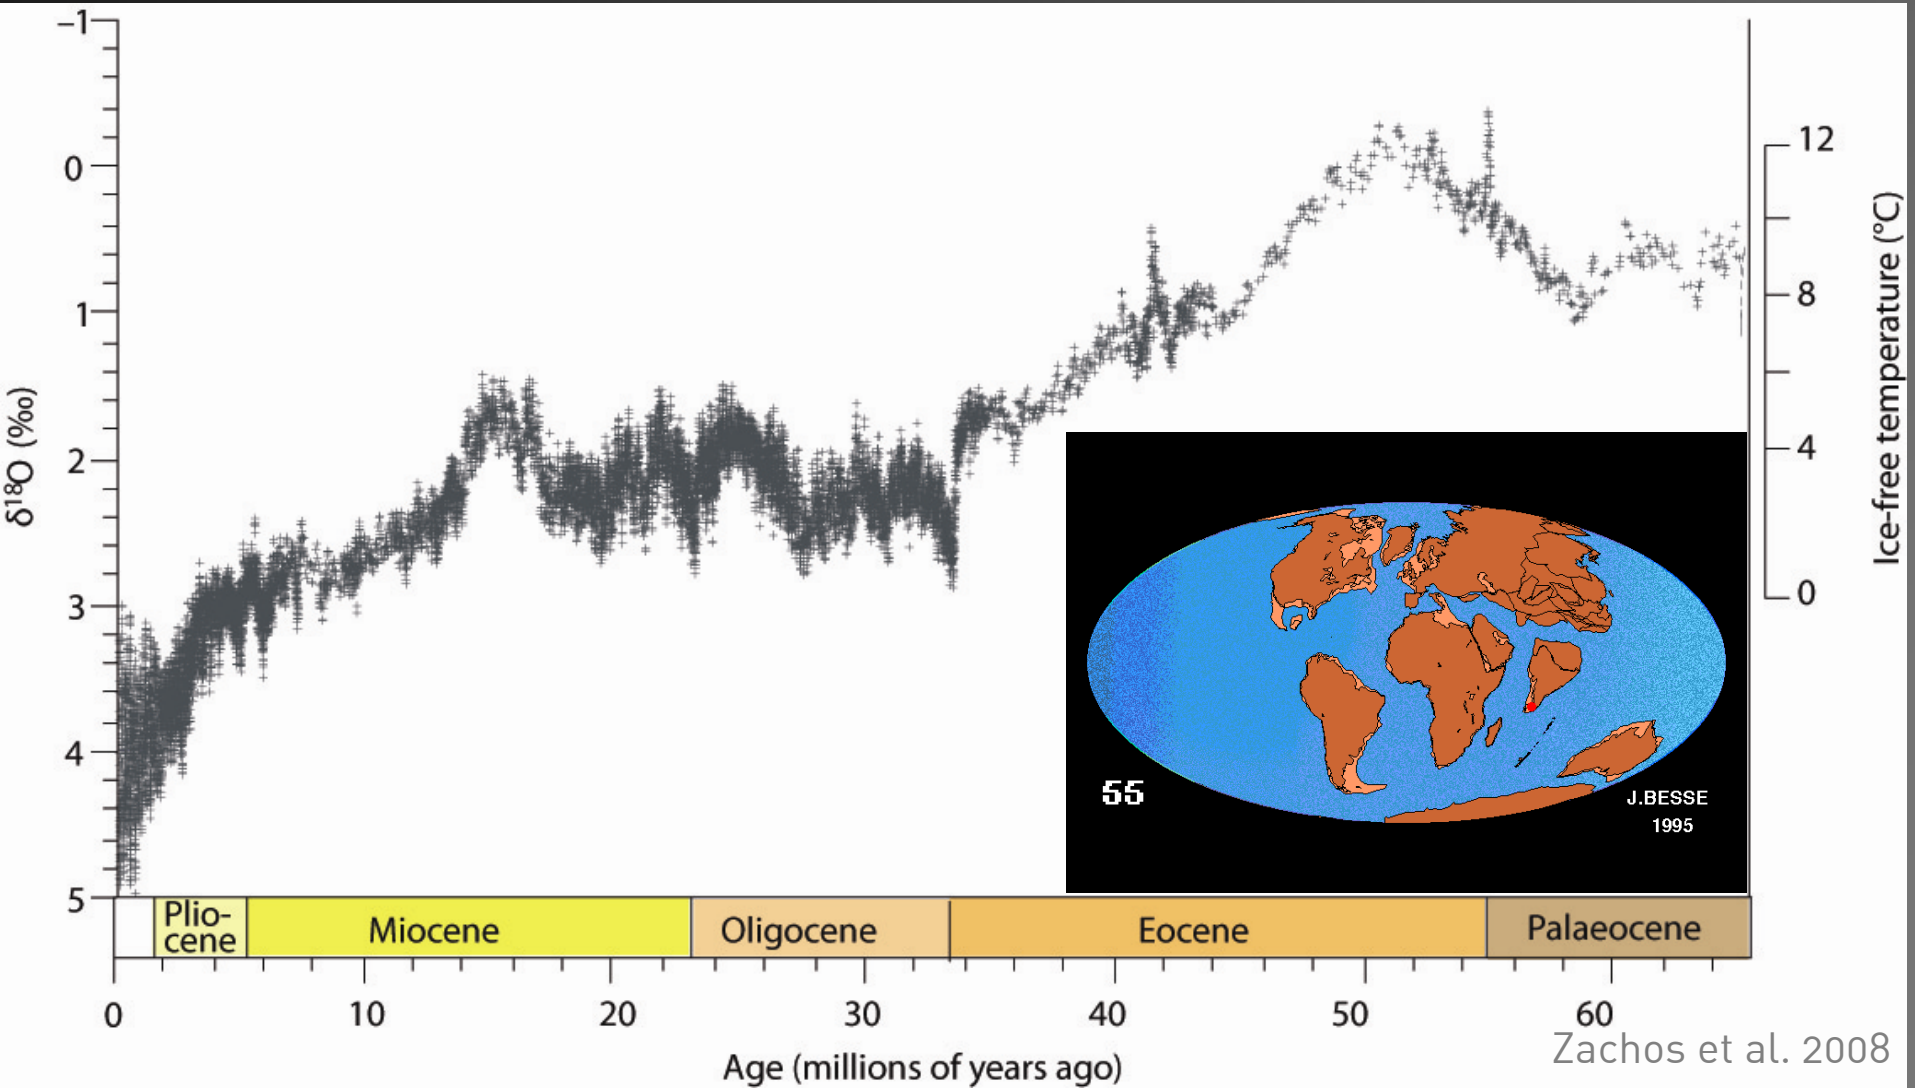 –1
0
1
2
3
4
5
δ¹⁸O (‰)
12
8
4
0
Ice-free temperature (°C)
55
J.BESSE
1995
Plio-
cene
Miocene
Oligocene
Eocene
Palaeocene
0
10
20
30
40
50
60
Age (millions of years ago)
Zachos et al. 2008